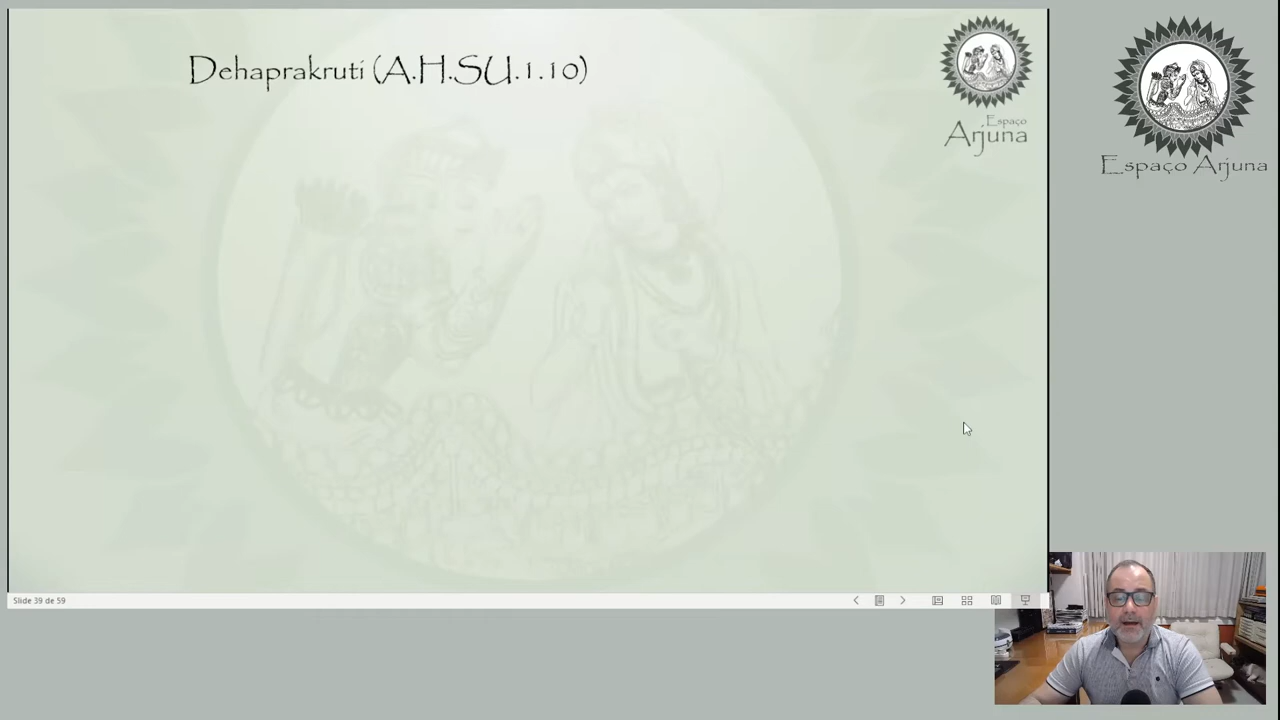 Dehaprakruti (A.H.SU.1.10)
Espaço
Arjuna
Espaço Arjuna
Slide 39 de 59